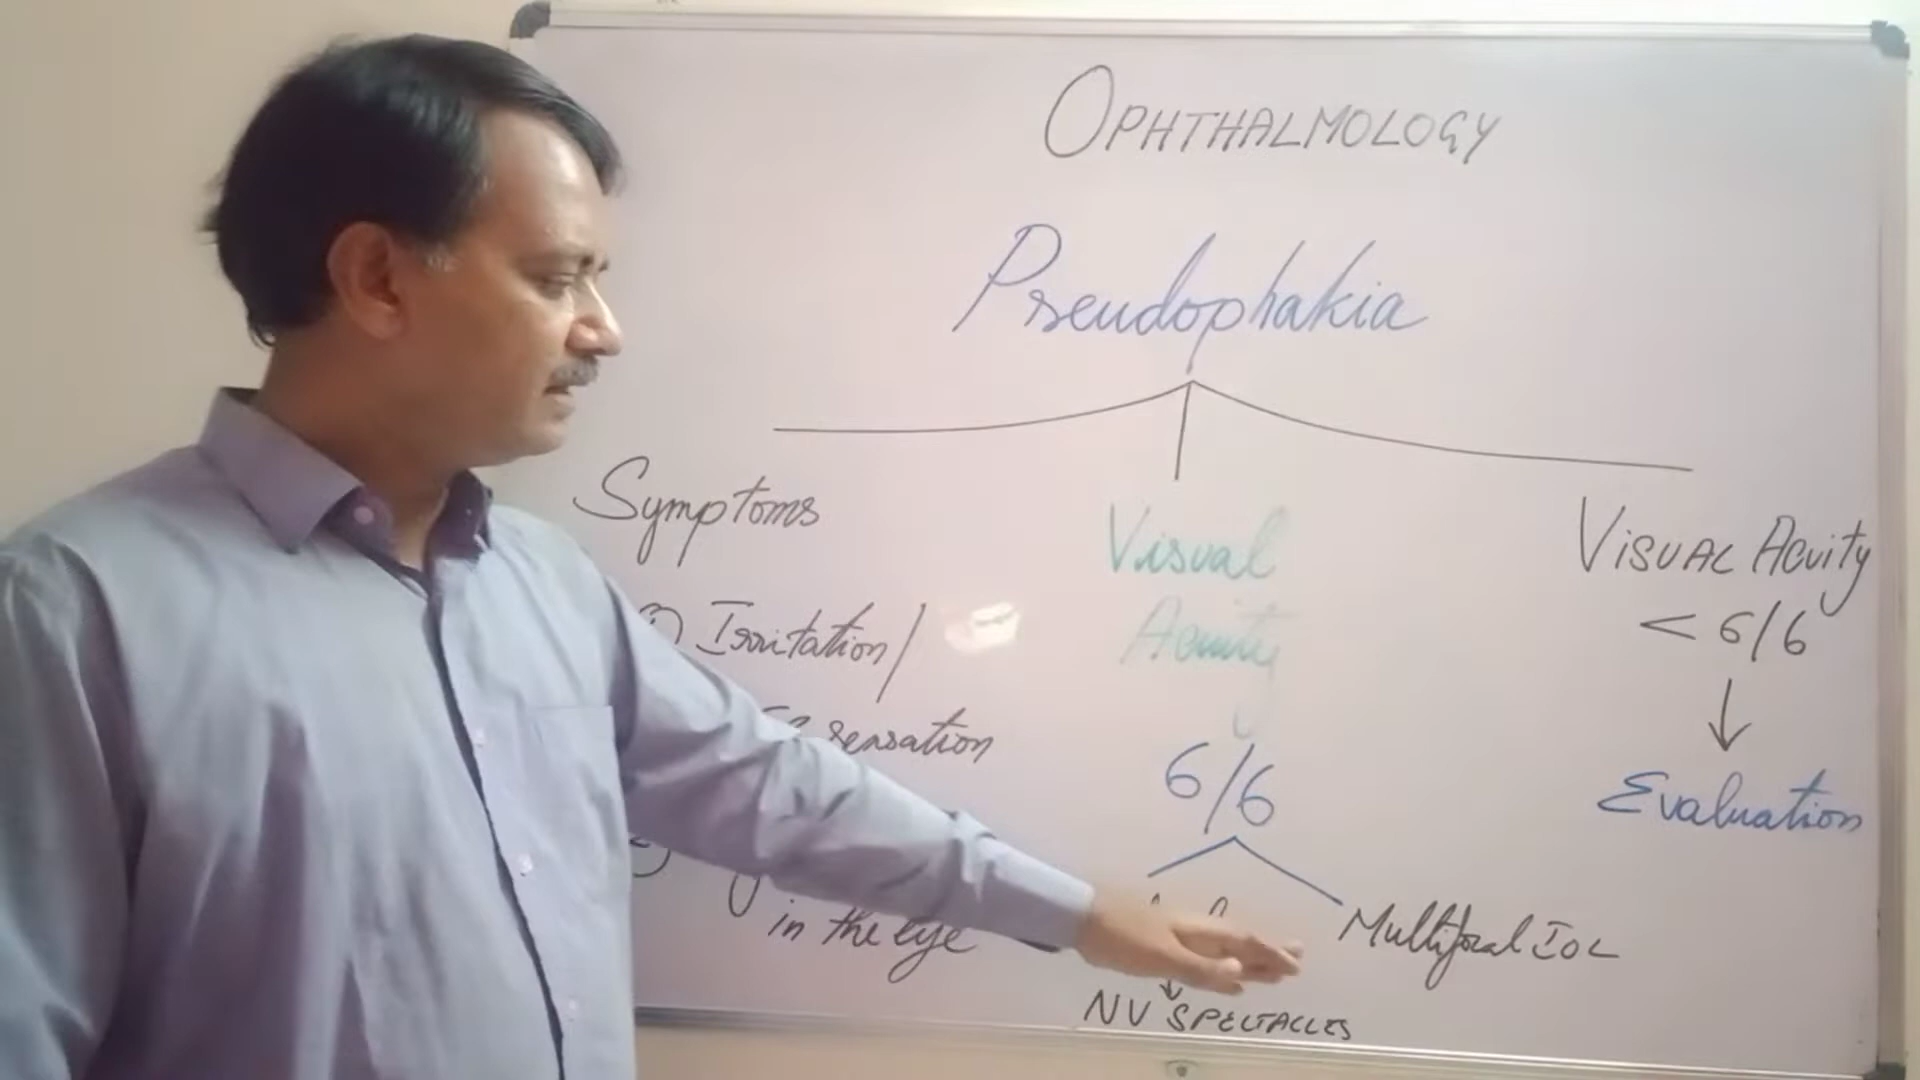 OPHTHALMOLOGY
Pseudophakia
Symptoms
1) Irritation/
sensation
in the eye
Visual
Acuity
6/6
Multifocal IOL
NV SPECTACLES
VISUAL Acuity
< 6/6
Evaluation